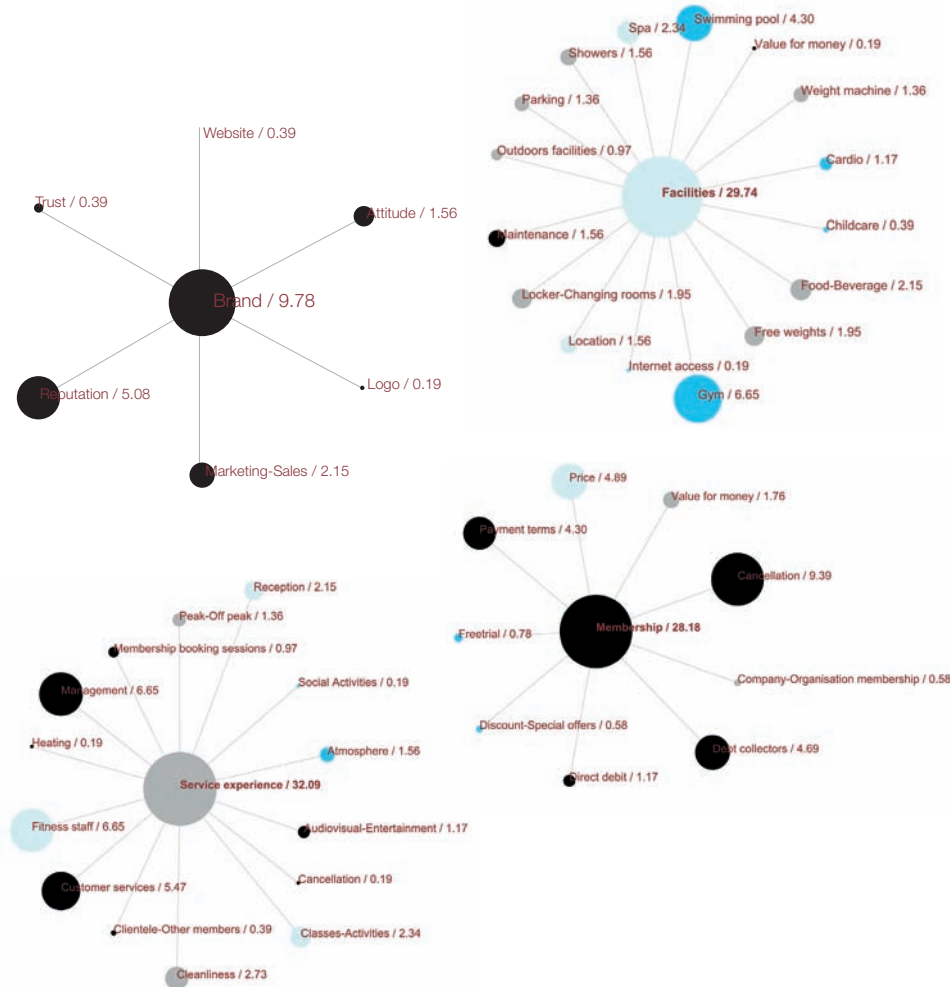 Website / 0.39
Trust / 0.39
Attitude / 1.56
Brand / 9.78
Logo / 0.19
Reputation / 5.08
Marketing-Sales / 2.15
Swimming pool / 4.30
Spa / 2.34
Value for money / 0.19
Showers / 1.56
Weight machine / 1.36
Parking / 1.36
Outdoors facilities / 0.97
Cardio / 1.17
Facilities / 29.74
Childcare / 0.39
Maintenance / 1.56
Food-Beverage / 2.15
Locker-Changing rooms / 1.95
Free weights / 1.95
Location / 1.56
Internet access / 0.19
Gym / 6.65
Price / 4.89
Value for money / 1.76
Payment terms / 4.30
Cancellation / 9.39
Membership / 28.18
Freetrial / 0.78
Company-Organisation membership / 0.58
Discount-Special offers / 0.58
Debt collectors / 4.69
Direct debit / 1.17
Reception / 2.15
Peak-Off peak / 1.36
Membership booking sessions / 0.97
Social Activities / 0.19
Management / 6.65
Heating / 0.19
Atmosphere / 1.56
Service experience / 32.09
Fitness staff / 6.65
Audiovisual-Entertainment / 1.17
Cancellation / 0.19
Customer services / 5.47
Clientele-Other members / 0.39
Classes-Activities / 2.34
Cleanliness / 2.73